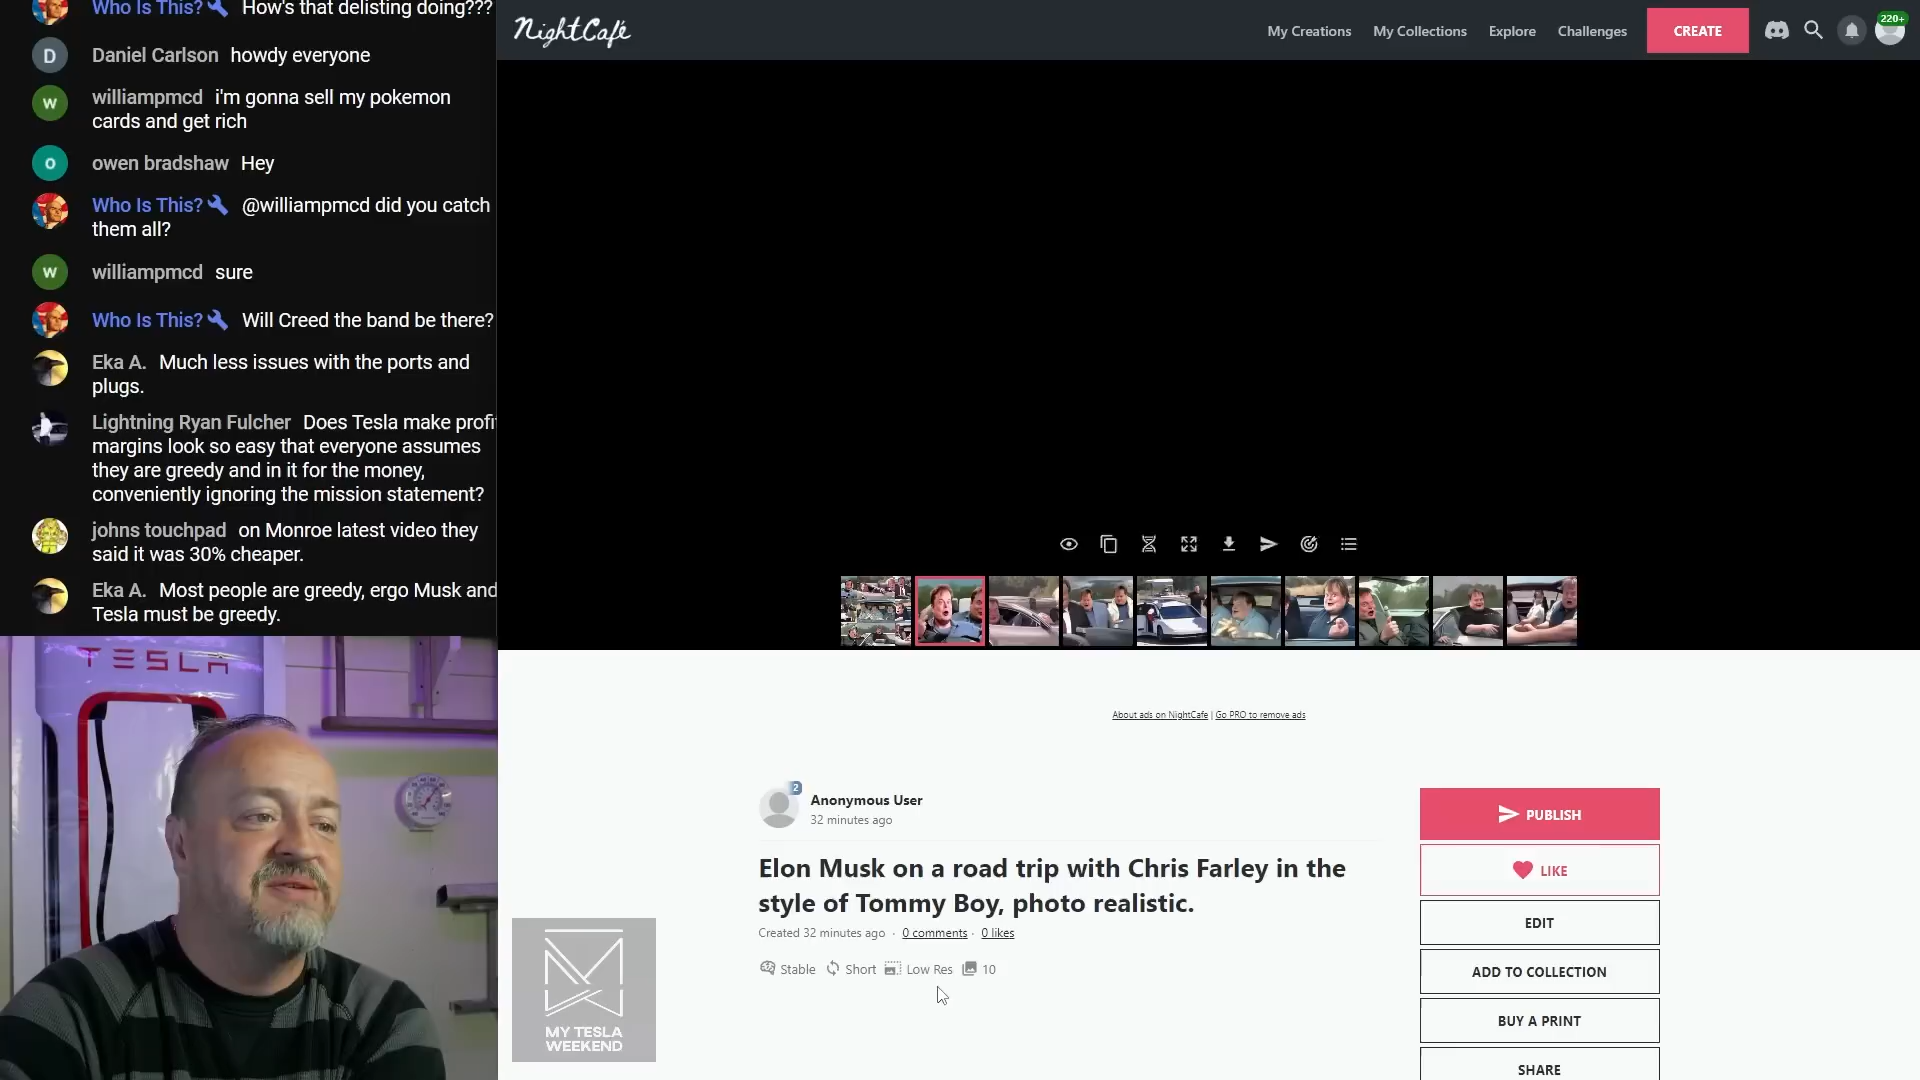 Who Is This? How's that delisting doing???
D Daniel Carlson howdy everyone
w williampmcd i'm gonna sell my pokemon
cards and get rich
o owen bradshaw Hey
Who Is This? @williampmcd did you catch
them all?
w williampmcd sure
Who Is This? Will Creed the band be there?
Eka A. Much less issues with the ports and
plugs.
Lightning Ryan Fulcher Does Tesla make profi
margins look so easy that everyone assumes
they are greedy and in it for the money,
conveniently ignoring the mission statement?
johns touchpad on Monroe latest video they
said it was 30% cheaper.
Eka A. Most people are greedy, ergo Musk and
Tesla must be greedy.
TESLA
MY TESLA
WEEKEND
NightCafé
My Creations My Collections Explore Challenges CREATE 220+
About ads on NightCafe | Go PRO to remove ads
2
Anonymous User
32 minutes ago
Elon Musk on a road trip with Chris Farley in the
style of Tommy Boy, photo realistic.
Created 32 minutes ago · 0 comments · 0 likes
Stable Short Low Res 10
PUBLISH
LIKE
EDIT
ADD TO COLLECTION
BUY A PRINT
SHARE